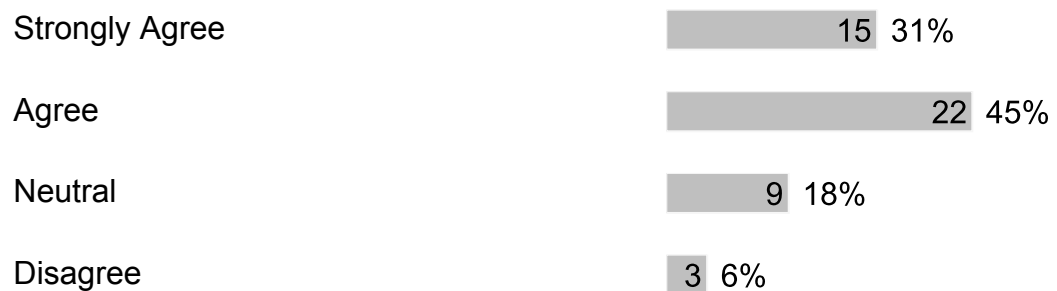 Strongly Agree 15 31%
Agree 22 45%
Neutral 9 18%
Disagree 3 6%